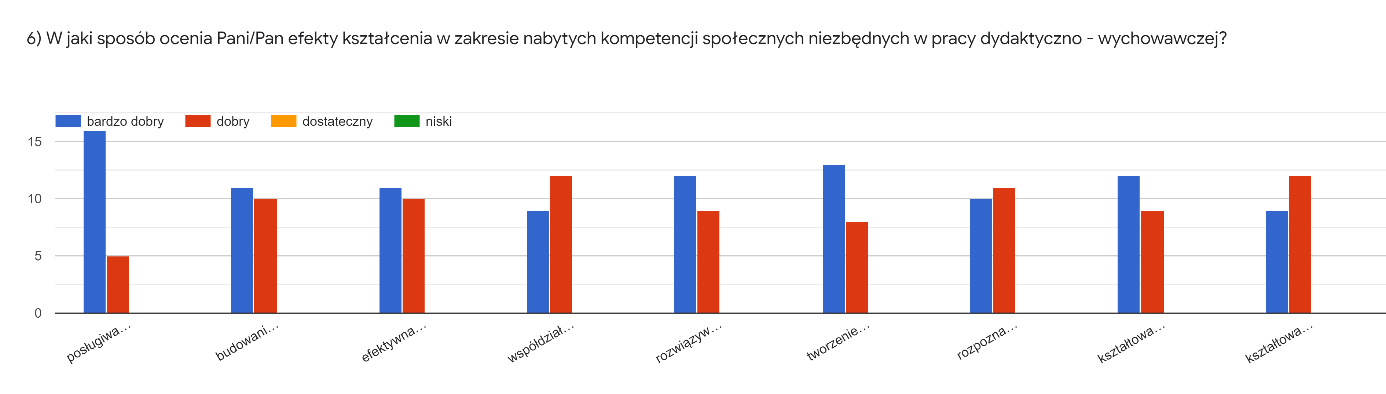 6) W jaki sposób ocenia Pani/Pan efekty kształcenia w zakresie nabytych kompetencji społecznych niezbędnych w pracy dydaktyczno - wychowawczej?
bardzo dobry dobry dostateczny niski
15
10
5
0
posługiwa... budowani... efektywna... współdział... rozwiązyw... tworzenie... rozpozna... kształtowa... kształtowa...